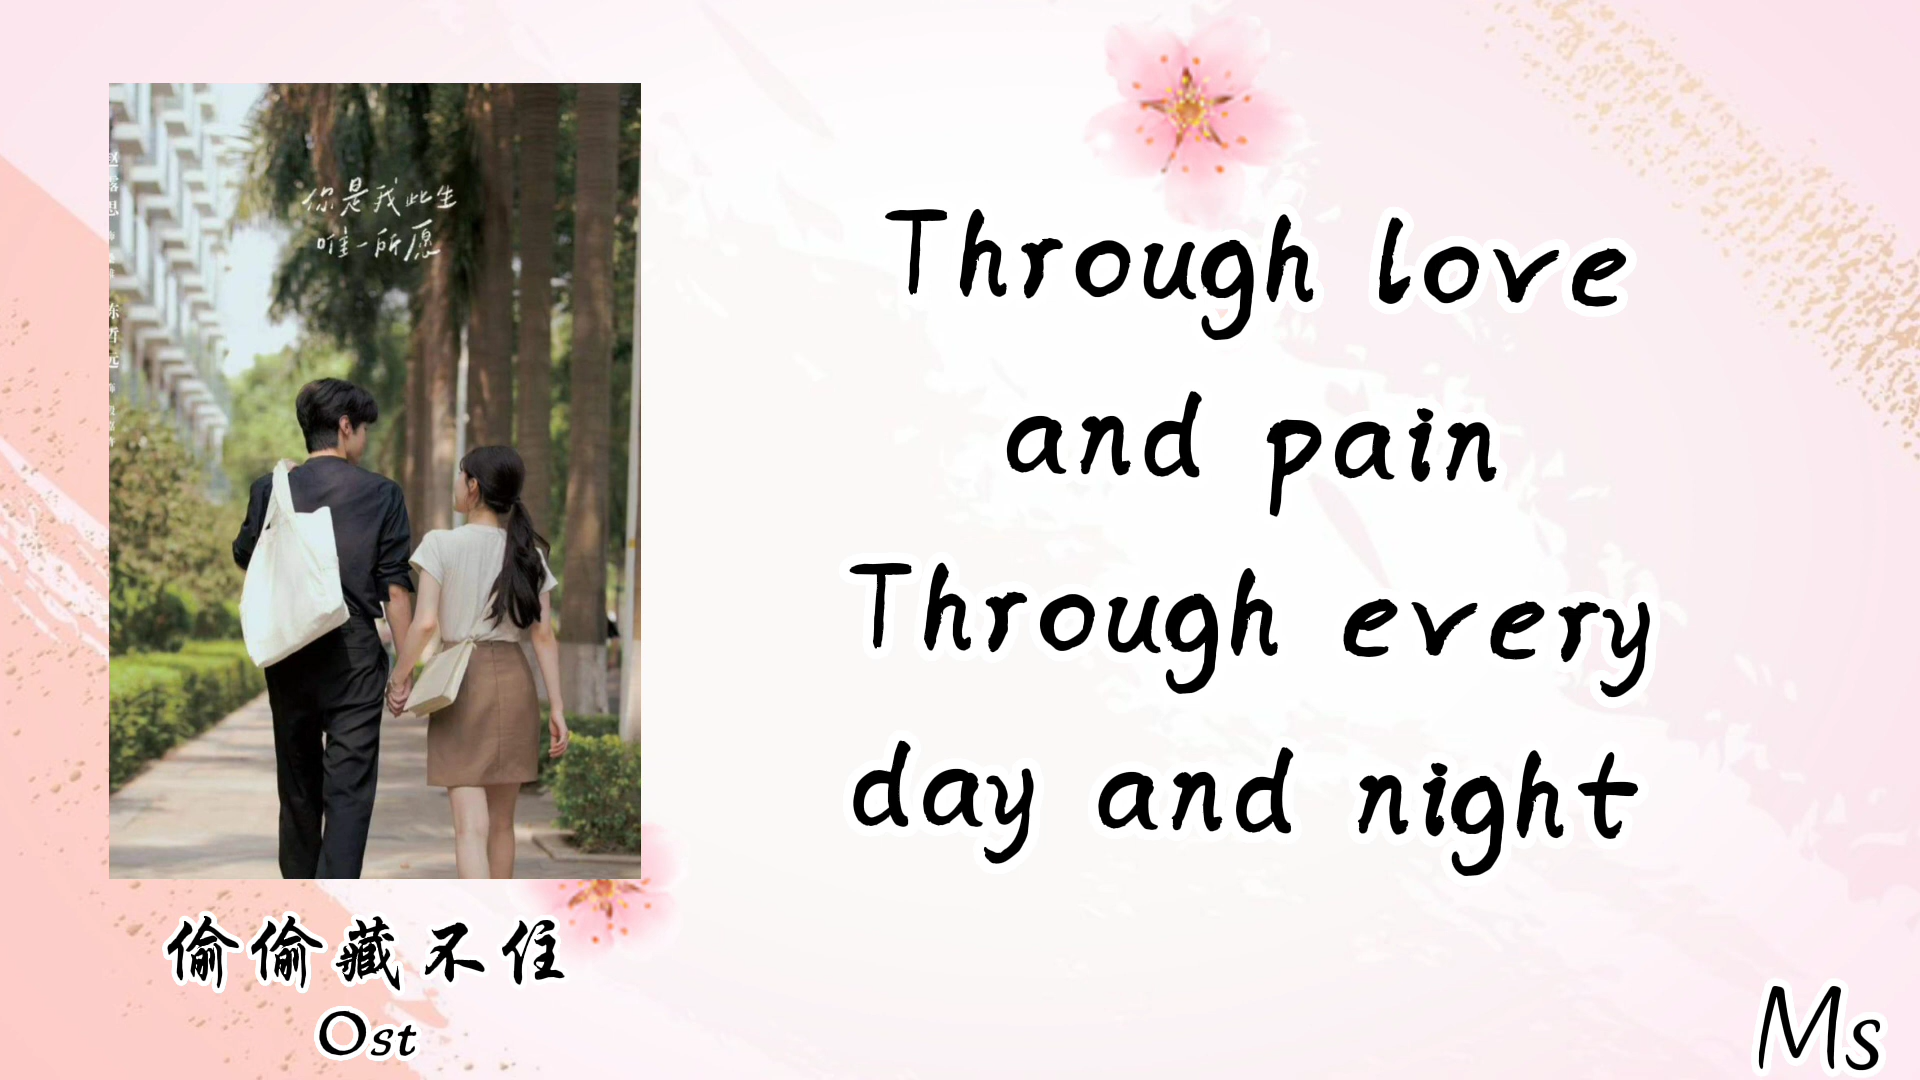 你是我此生
唯一所愿
Through love
and pain
Through every
day and night
偷偷藏不住
Ost
Ms